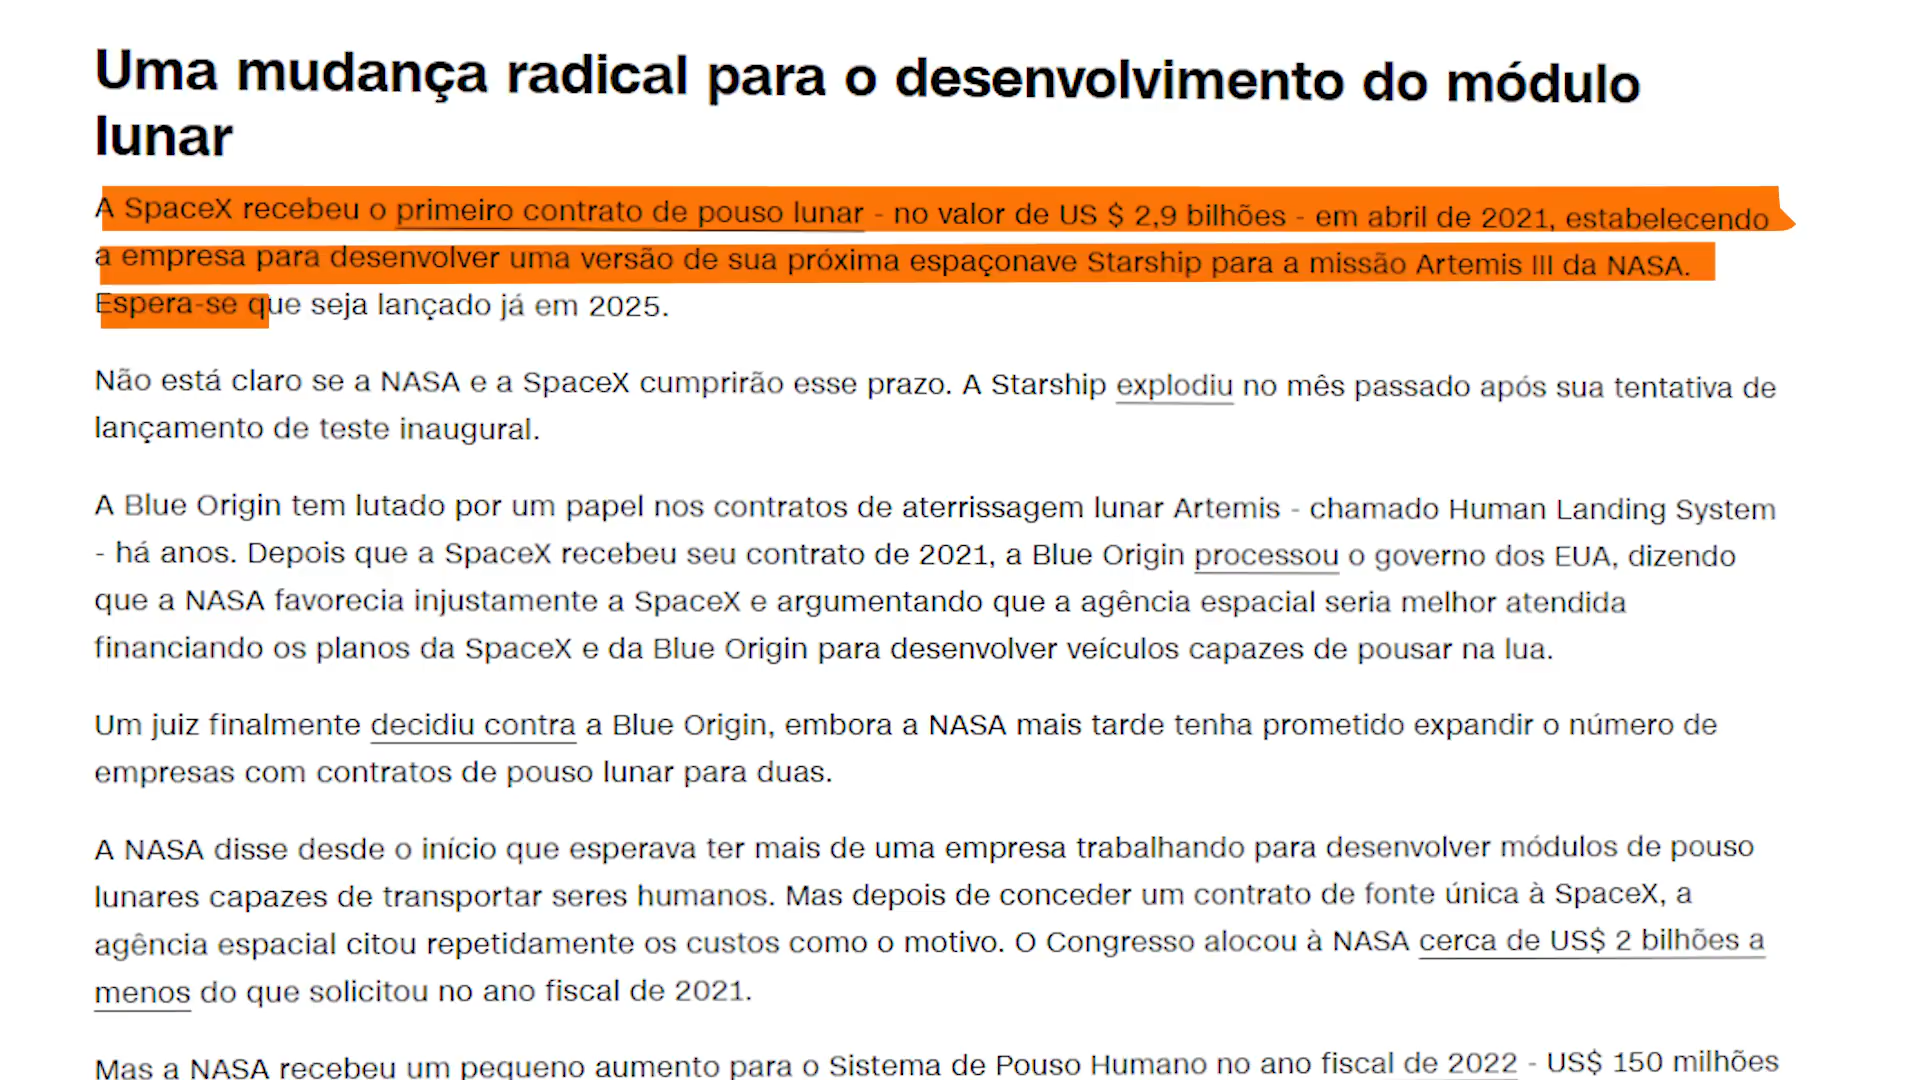 Uma mudança radical para o desenvolvimento do módulo
lunar
A SpaceX recebeu o primeiro contrato de pouso lunar - no valor de US $ 2,9 bilhões - em abril de 2021, estabelecendo
a empresa para desenvolver uma versão de sua próxima espaçonave Starship para a missão Artemis III da NASA.
Espera-se que seja lançado já em 2025.
Não está claro se a NASA e a SpaceX cumprirão esse prazo. A Starship explodiu no mês passado após sua tentativa de
lançamento de teste inaugural.
A Blue Origin tem lutado por um papel nos contratos de aterrissagem lunar Artemis - chamado Human Landing System
- há anos. Depois que a SpaceX recebeu seu contrato de 2021, a Blue Origin processou o governo dos EUA, dizendo
que a NASA favorecia injustamente a SpaceX e argumentando que a agência espacial seria melhor atendida
financiando os planos da SpaceX e da Blue Origin para desenvolver veículos capazes de pousar na lua.
Um juiz finalmente decidiu contra a Blue Origin, embora a NASA mais tarde tenha prometido expandir o número de
empresas com contratos de pouso lunar para duas.
A NASA disse desde o início que esperava ter mais de uma empresa trabalhando para desenvolver módulos de pouso
lunares capazes de transportar seres humanos. Mas depois de conceder um contrato de fonte única à SpaceX, a
agência espacial citou repetidamente os custos como o motivo. O Congresso alocou à NASA cerca de US$ 2 bilhões a
menos do que solicitou no ano fiscal de 2021.
Mas a NASA recebeu um pequeno aumento para o Sistema de Pouso Humano no ano fiscal de 2022 - US$ 150 milhões